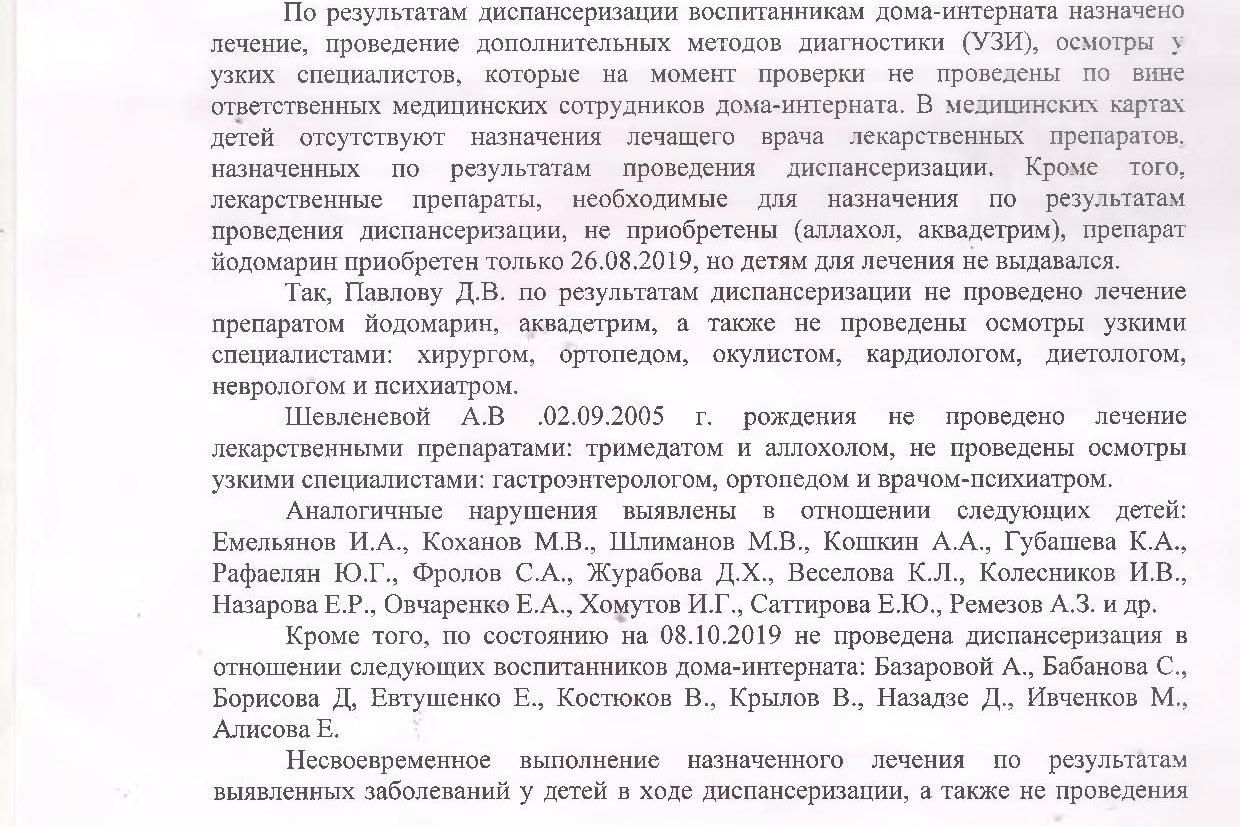 По результатам диспансеризации воспитанникам дома-интерната назначено
лечение, проведение дополнительных методов диагностики (УЗИ), осмотры у
узких специалистов, которые на момент проверки не проведены по вине
ответственных медицинских сотрудников дома-интерната. В медицинских картах
детей отсутствуют назначения лечащего врача лекарственных препаратов,
назначенных по результатам проведения диспансеризации. Кроме того,
лекарственные препараты, необходимые для назначения по результатам
проведения диспансеризации, не приобретены (аллахол, аквадетрим), препарат
йодомарин приобретен только 26.08.2019, но детям для лечения не выдавался.
Так, Павлову Д.В. по результатам диспансеризации не проведено лечение
препаратом йодомарин, аквадетрим, а также не проведены осмотры узкими
специалистами: хирургом, ортопедом, окулистом, кардиологом, диетологом,
неврологом и психиатром.
Шевленевой А.В .02.09.2005 г. рождения не проведено лечение
лекарственными препаратами: тримедатом и аллохолом, не проведены осмотры
узкими специалистами: гастроэнтерологом, ортопедом и врачом-психиатром.
Аналогичные нарушения выявлены в отношении следующих детей:
Емельянов И.А., Коханов М.В., Шлиманов М.В., Кошкин А.А., Губашева К.А.,
Рафаелян Ю.Г., Фролов С.А., Журабова Д.Х., Веселова К.Л., Колесников И.В.,
Назарова Е.Р., Овчаренко Е.А., Хомутов И.Г., Саттирова Е.Ю., Ремезов А.З. и др.
Кроме того, по состоянию на 08.10.2019 не проведена диспансеризация в
отношении следующих воспитанников дома-интерната: Базаровой А., Бабанова С.,
Борисова Д, Евтушенко Е., Костюков В., Крылов В., Назадзе Д., Ивченков М.,
Алисова Е.
Несвоевременное выполнение назначенного лечения по результатам
выявленных заболеваний у детей в ходе диспансеризации, а также не проведения